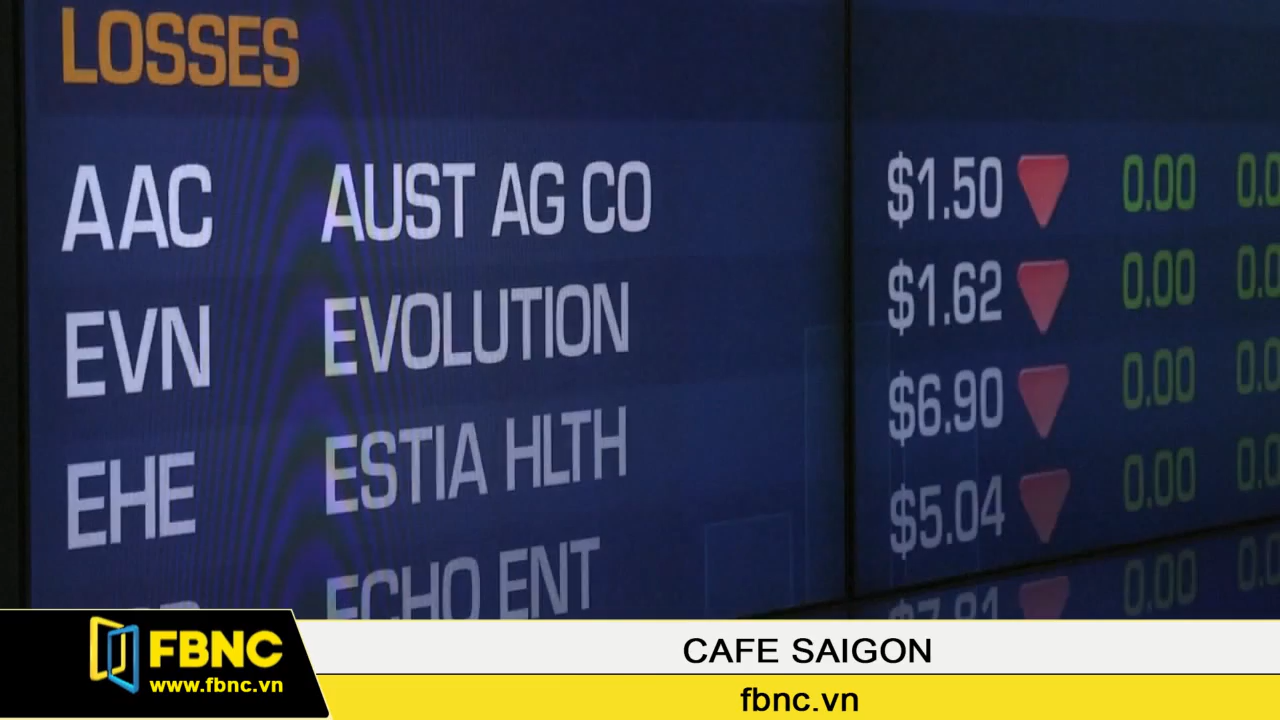 LOSSES
AAC AUST AG CO $1.50 0.00
EVN EVOLUTION $1.62 0.00
EHE ESTIA HLTH $6.90 0.00
ECHO ENT $5.04 0.00
$7.81 0.00
FBNC
www.fbnc.vn
CAFE SAIGON
fbnc.vn